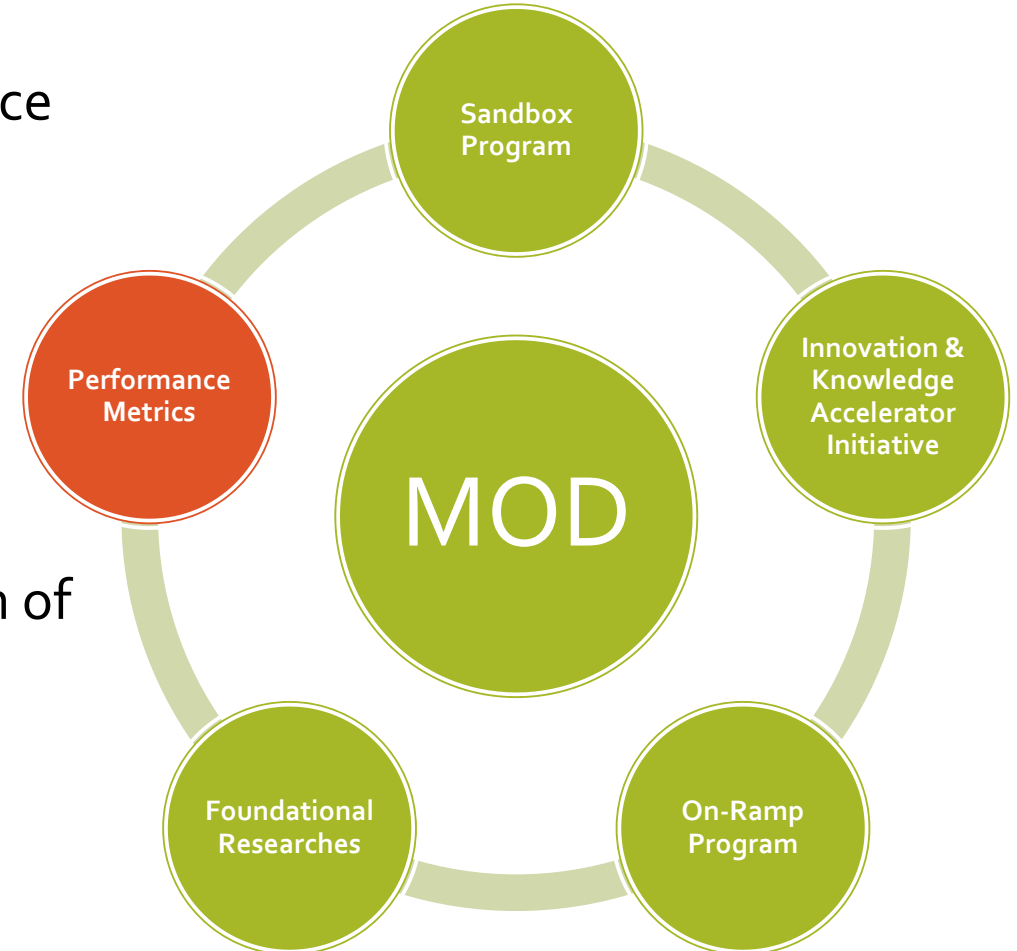 ce
Sandbox
Program
Innovation &
Knowledge
Accelerator
Initiative
Performance
Metrics
MOD
n of
Foundational
Researches
On-Ramp
Program